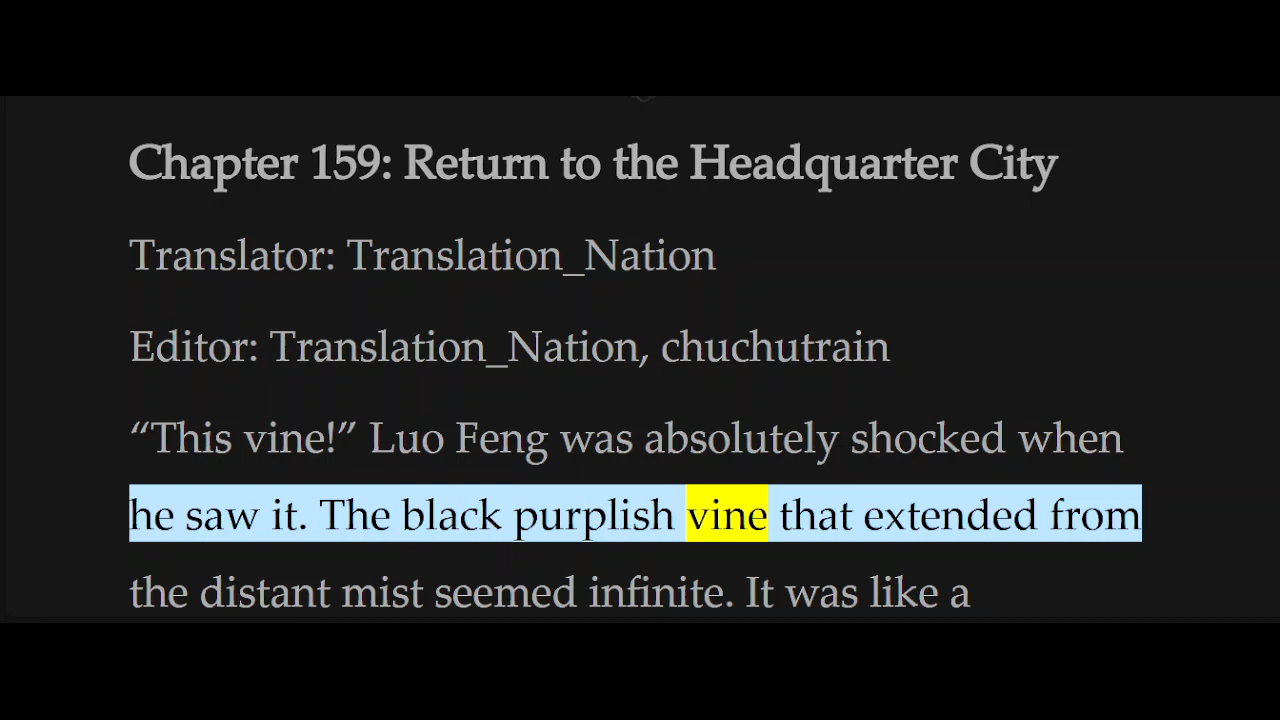 Chapter 159: Return to the Headquarter City
Translator: Translation_Nation
Editor: Translation_Nation, chuchutrain
“This vine!” Luo Feng was absolutely shocked when
he saw it. The black purplish vine that extended from
the distant mist seemed infinite. It was like a